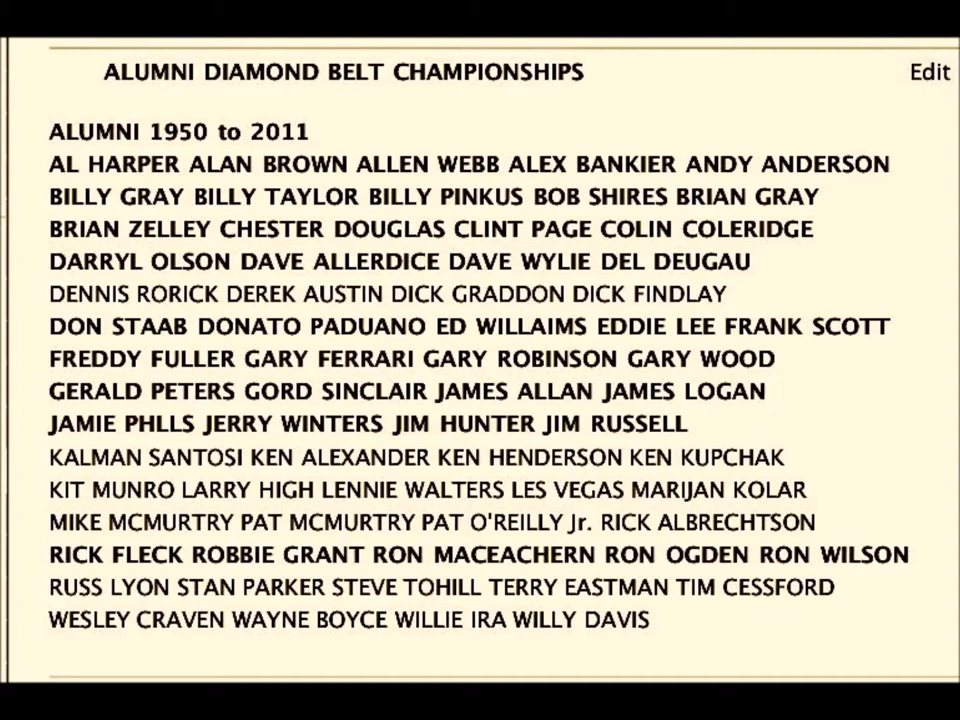 ALUMNI DIAMOND BELT CHAMPIONSHIPS Edit
ALUMNI 1950 to 2011
AL HARPER ALAN BROWN ALLEN WEBB ALEX BANKIER ANDY ANDERSON
BILLY GRAY BILLY TAYLOR BILLY PINKUS BOB SHIRES BRIAN GRAY
BRIAN ZELLEY CHESTER DOUGLAS CLINT PAGE COLIN COLERIDGE
DARRYL OLSON DAVE ALLERDICE DAVE WYLIE DEL DEUGAU
DENNIS RORICK DEREK AUSTIN DICK GRADDON DICK FINDLAY
DON STAAB DONATO PADUANO ED WILLAIMS EDDIE LEE FRANK SCOTT
FREDDY FULLER GARY FERRARI GARY ROBINSON GARY WOOD
GERALD PETERS GORD SINCLAIR JAMES ALLAN JAMES LOGAN
JAMIE PHLLS JERRY WINTERS JIM HUNTER JIM RUSSELL
KALMAN SANTOSI KEN ALEXANDER KEN HENDERSON KEN KUPCHAK
KIT MUNRO LARRY HIGH LENNIE WALTERS LES VEGAS MARIJAN KOLAR
MIKE MCMURTRY PAT MCMURTRY PAT O'REILLY Jr. RICK ALBRECHTSON
RICK FLECK ROBBIE GRANT RON MACEACHERN RON OGDEN RON WILSON
RUSS LYON STAN PARKER STEVE TOHILL TERRY EASTMAN TIM CESSFORD
WESLEY CRAVEN WAYNE BOYCE WILLIE IRA WILLY DAVIS